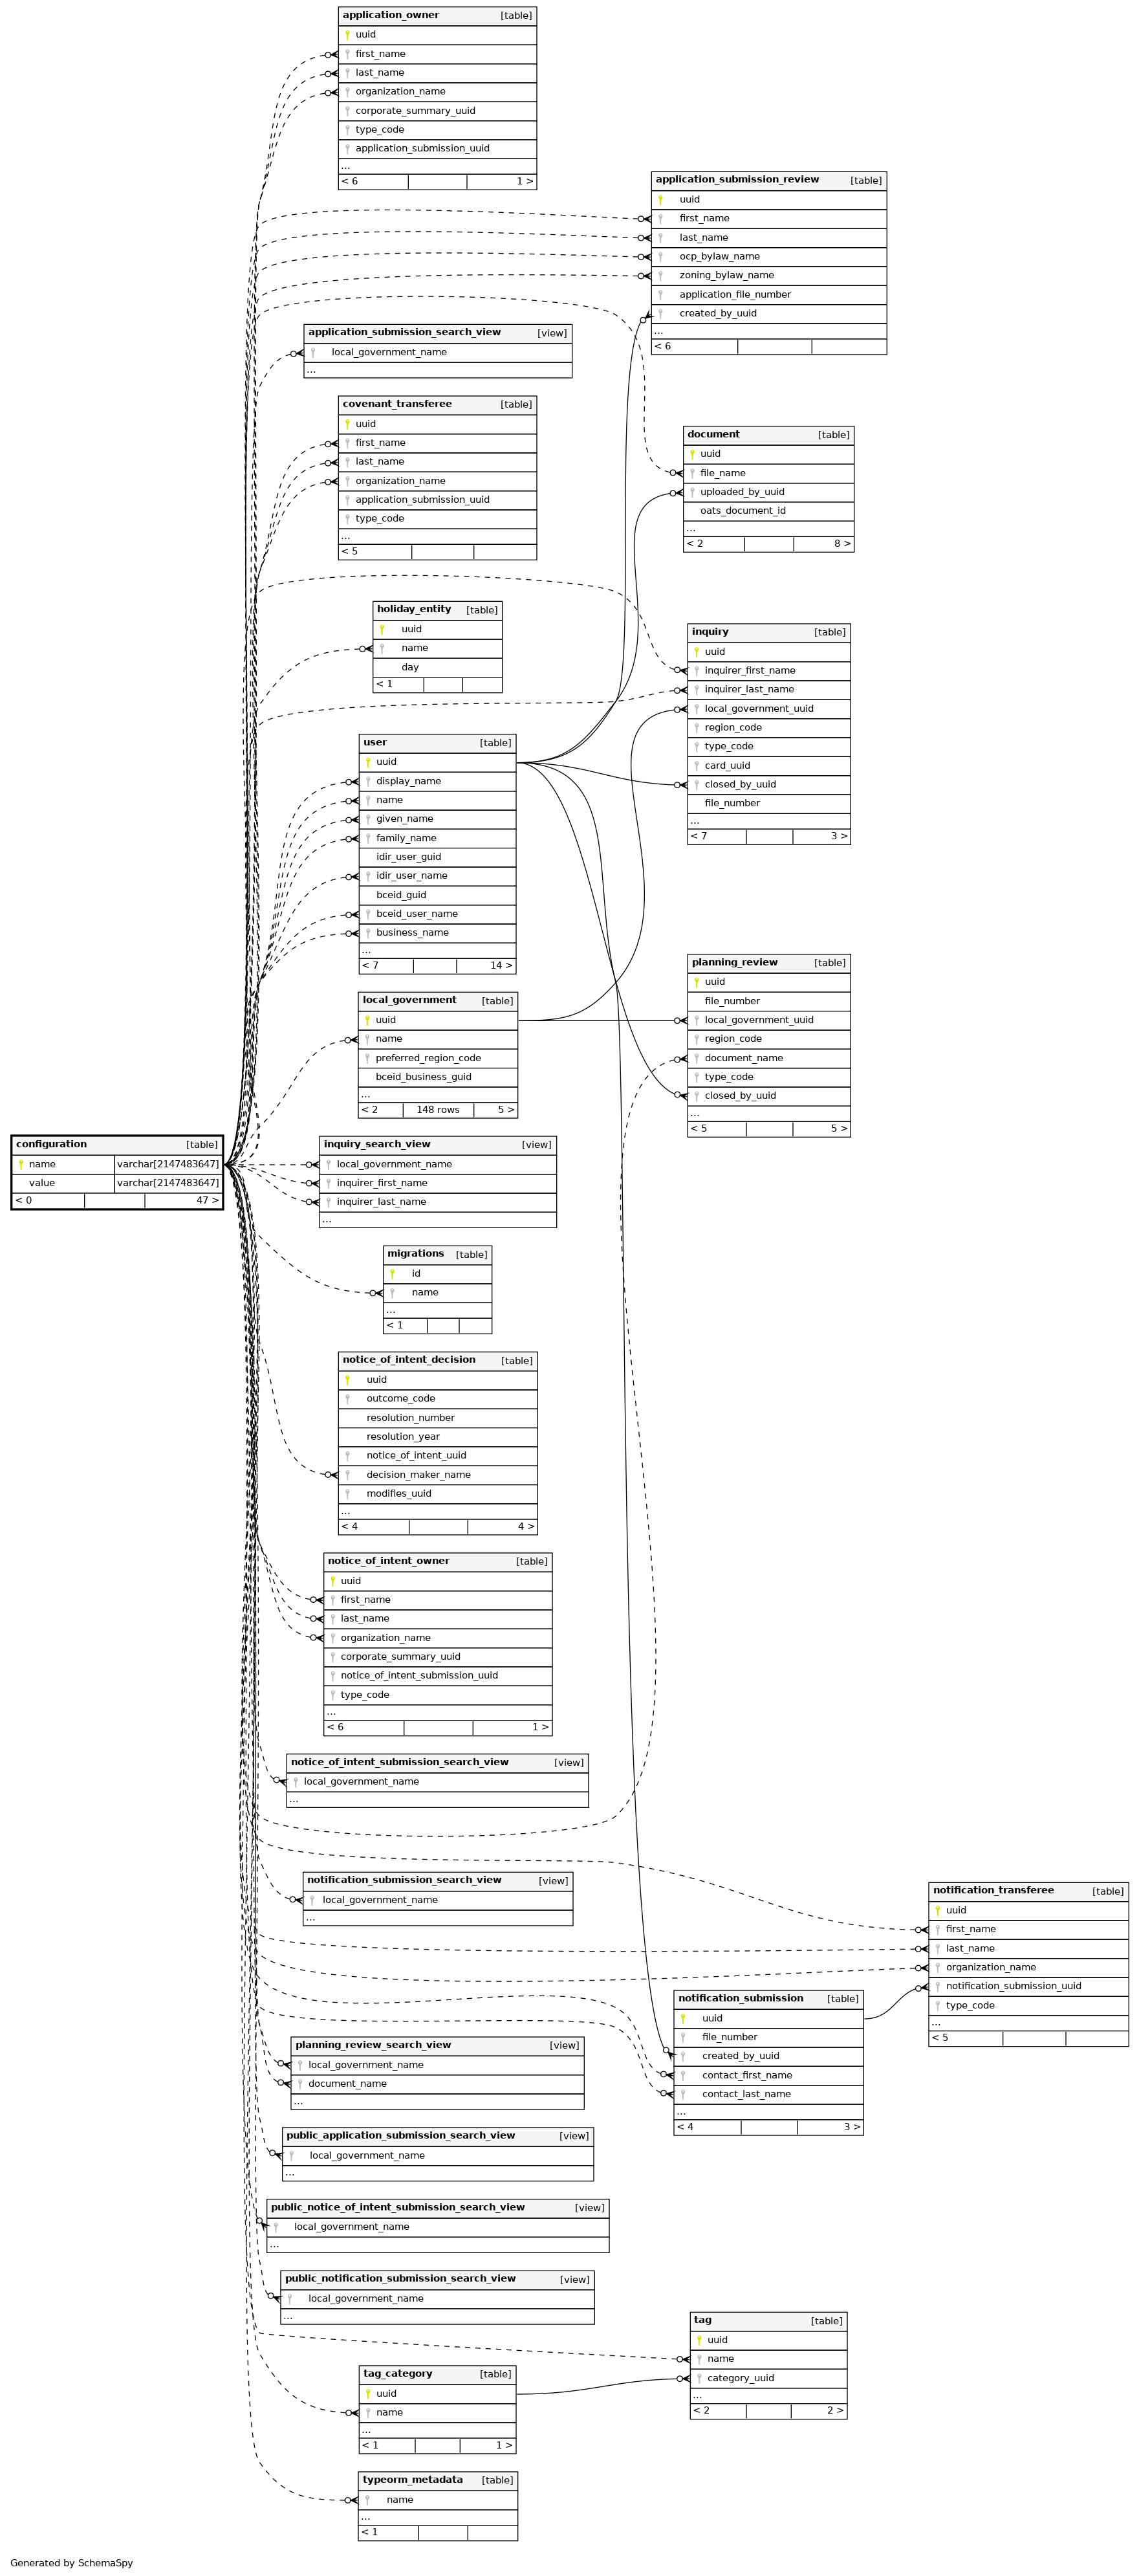 application_owner [table]
uuid
first_name
last_name
organization_name
corporate_summary_uuid
type_code
application_submission_uuid
...
< 6 1 >
application_submission_review [table]
uuid
first_name
last_name
ocp_bylaw_name
zoning_bylaw_name
application_file_number
created_by_uuid
...
< 6
application_submission_search_view [view]
local_government_name
...
covenant_transferee [table]
uuid
first_name
last_name
organization_name
application_submission_uuid
type_code
...
< 5
document [table]
uuid
file_name
uploaded_by_uuid
oats_document_id
...
< 2 8 >
holiday_entity [table]
uuid
name
day
< 1
inquiry [table]
uuid
inquirer_first_name
inquirer_last_name
local_government_uuid
region_code
type_code
card_uuid
closed_by_uuid
file_number
...
< 7 3 >
user [table]
uuid
display_name
name
given_name
family_name
idir_user_guid
idir_user_name
bceid_guid
bceid_user_name
business_name
...
< 7 14 >
planning_review [table]
uuid
file_number
local_government_uuid
region_code
document_name
type_code
closed_by_uuid
...
< 5 5 >
local_government [table]
uuid
name
preferred_region_code
bceid_business_guid
...
< 2 148 rows 5 >
configuration [table]
name varchar[2147483647]
value varchar[2147483647]
< 0 47 >
inquiry_search_view [view]
local_government_name
inquirer_first_name
inquirer_last_name
...
migrations [table]
id
name
...
< 1
notice_of_intent_decision [table]
uuid
outcome_code
resolution_number
resolution_year
notice_of_intent_uuid
decision_maker_name
modifies_uuid
...
< 4 4 >
notice_of_intent_owner [table]
uuid
first_name
last_name
organization_name
corporate_summary_uuid
notice_of_intent_submission_uuid
type_code
...
< 6 1 >
notice_of_intent_submission_search_view [view]
local_government_name
...
notification_submission_search_view [view]
local_government_name
...
notification_transferee [table]
uuid
first_name
last_name
organization_name
notification_submission_uuid
type_code
...
< 5
notification_submission [table]
uuid
file_number
created_by_uuid
contact_first_name
contact_last_name
...
< 4 3 >
planning_review_search_view [view]
local_government_name
document_name
...
public_application_submission_search_view [view]
local_government_name
...
public_notice_of_intent_submission_search_view [view]
local_government_name
...
public_notification_submission_search_view [view]
local_government_name
...
tag [table]
uuid
name
category_uuid
...
< 2 2 >
tag_category [table]
uuid
name
...
< 1 1 >
typeorm_metadata [table]
name
...
< 1
Generated by SchemaSpy